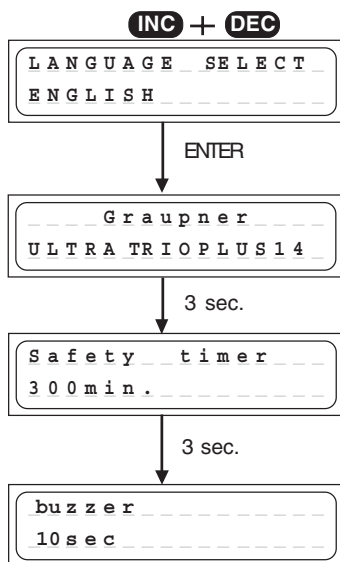 INC + DEC
LANGUAGE SELECT
ENGLISH
ENTER
Graupner
ULTRA TRIOPLUS14
3 sec.
Safety timer
300min.
3 sec.
buzzer
10sec